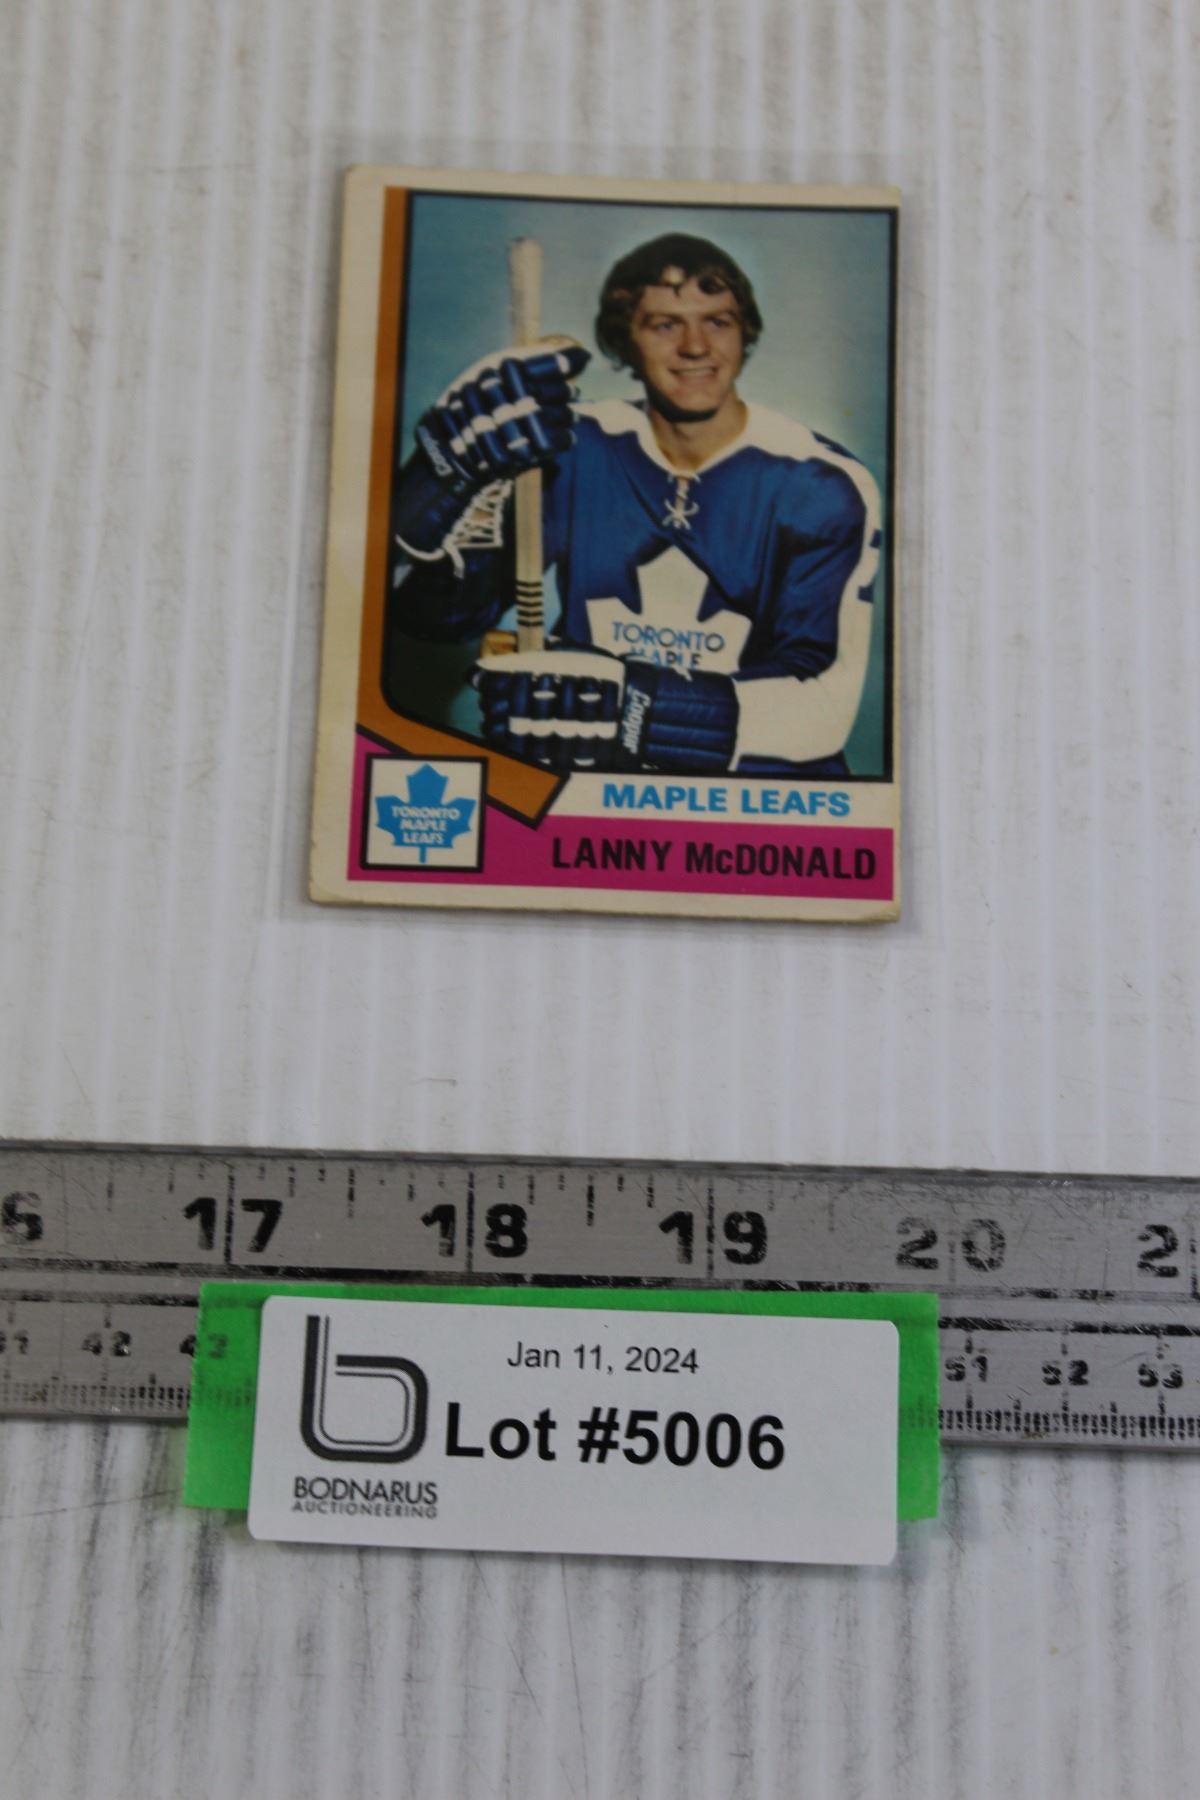 Cooper
TORONTO
MAPLE
Cooper
TORONTO
MAPLE
LEAFS
MAPLE LEAFS
LANNY McDONALD
17 18 19 20
42 51 52 53
Jan 11, 2024
Lot #5006
BODNARUS
AUCTIONEERING